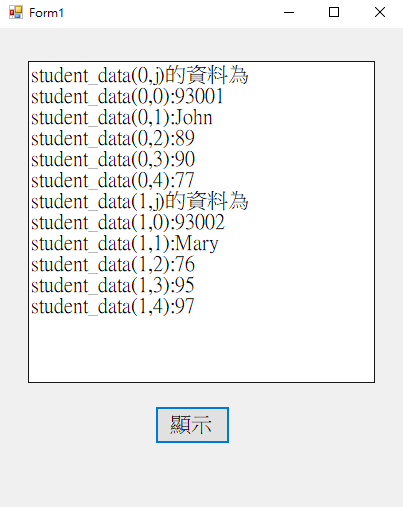 Form1
student_data(0,j)的資料為
student_data(0,0):93001
student_data(0,1):John
student_data(0,2):89
student_data(0,3):90
student_data(0,4):77
student_data(1,j)的資料為
student_data(1,0):93002
student_data(1,1):Mary
student_data(1,2):76
student_data(1,3):95
student_data(1,4):97
顯示